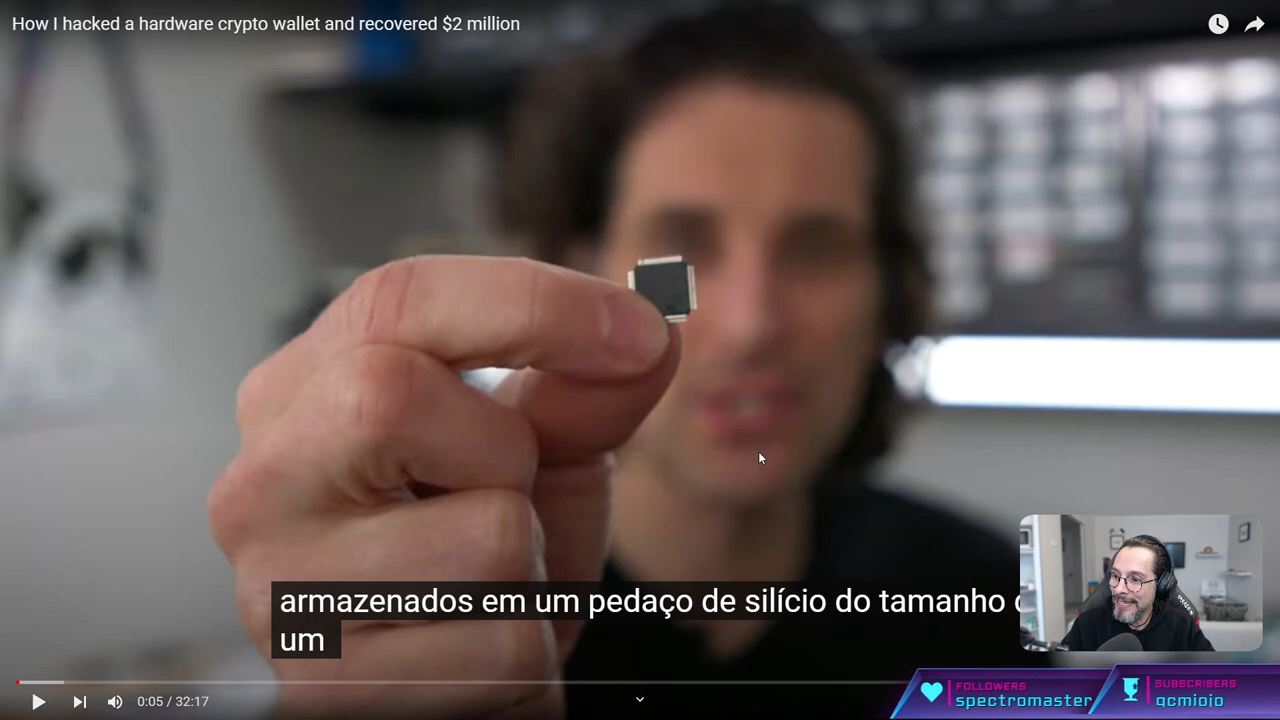 How I hacked a hardware crypto wallet and recovered $2 million
armazenados em um pedaço de silício do tamanho
um
0:05 / 32:17
FOLLOWERS
spectromaster
SUBSCRIBERS
qcmioio